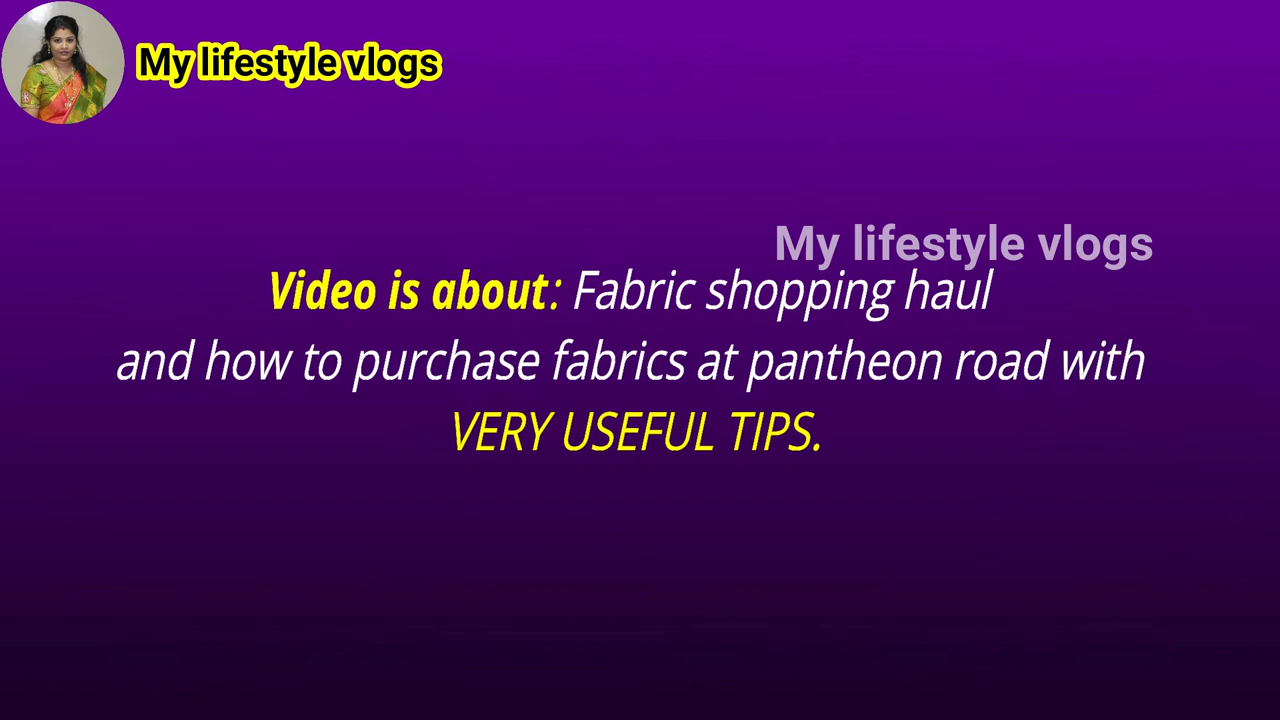 My lifestyle vlogs
My lifestyle vlogs
Video is about: Fabric shopping haul
and how to purchase fabrics at pantheon road with
VERY USEFUL TIPS.